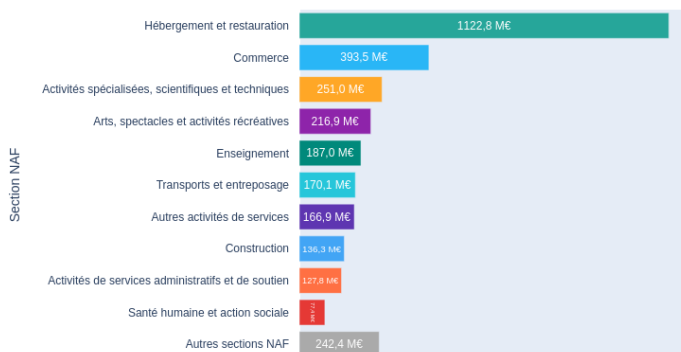 Section NAF
Hébergement et restauration 1122,8 M€
Commerce 393,5 M€
Activités spécialisées, scientifiques et techniques 251,0 M€
Arts, spectacles et activités récréatives 216,9 M€
Enseignement 187,0 M€
Transports et entreposage 170,1 M€
Autres activités de services 166,9 M€
Construction 136,3 M€
Activités de services administratifs et de soutien 127,8 M€
Santé humaine et action sociale
Autres sections NAF 242,4 M€